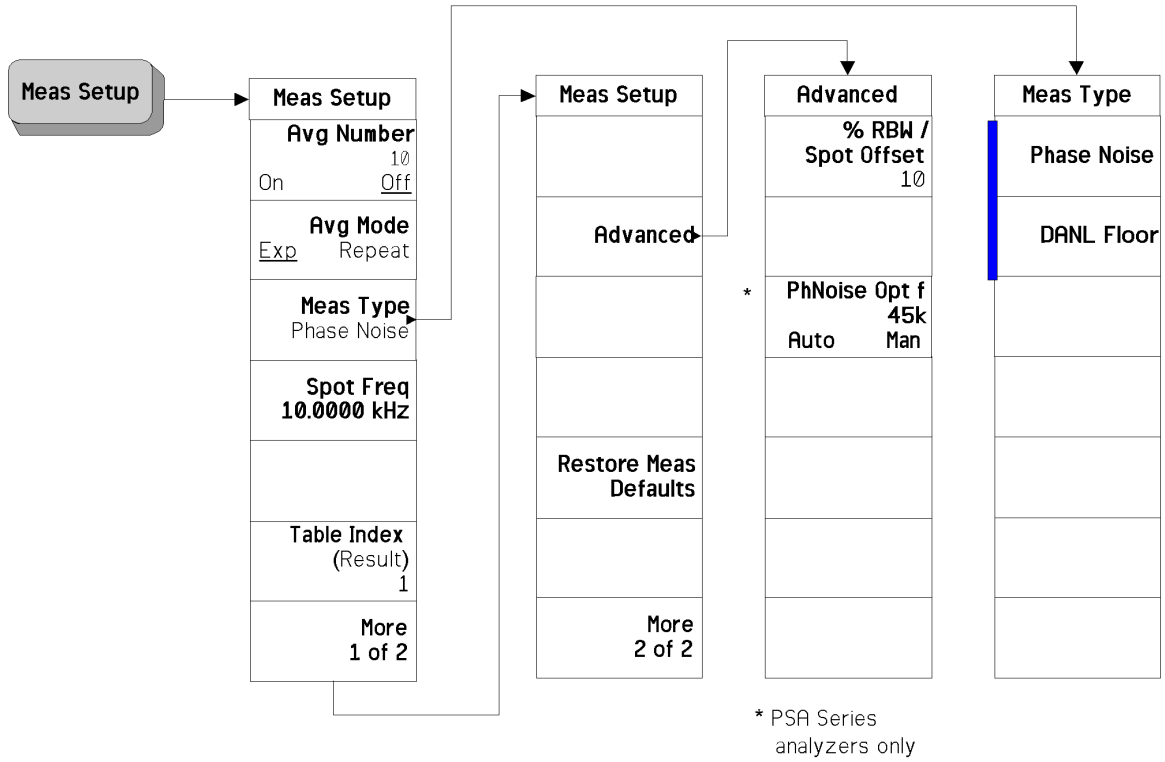 Meas Setup
Meas Setup
Avg Number
10
On Off
Avg Mode
Exp Repeat
Meas Type
Phase Noise
Spot Freq
10.0000 kHz
Table Index
(Result)
1
More
1 of 2
Meas Setup
Advanced
Restore Meas
Defaults
More
2 of 2
Advanced
% RBW /
Spot Offset
10
* PhNoise Opt f
45k
Auto Man
* PSA Series
analyzers only
Meas Type
Phase Noise
DANL Floor